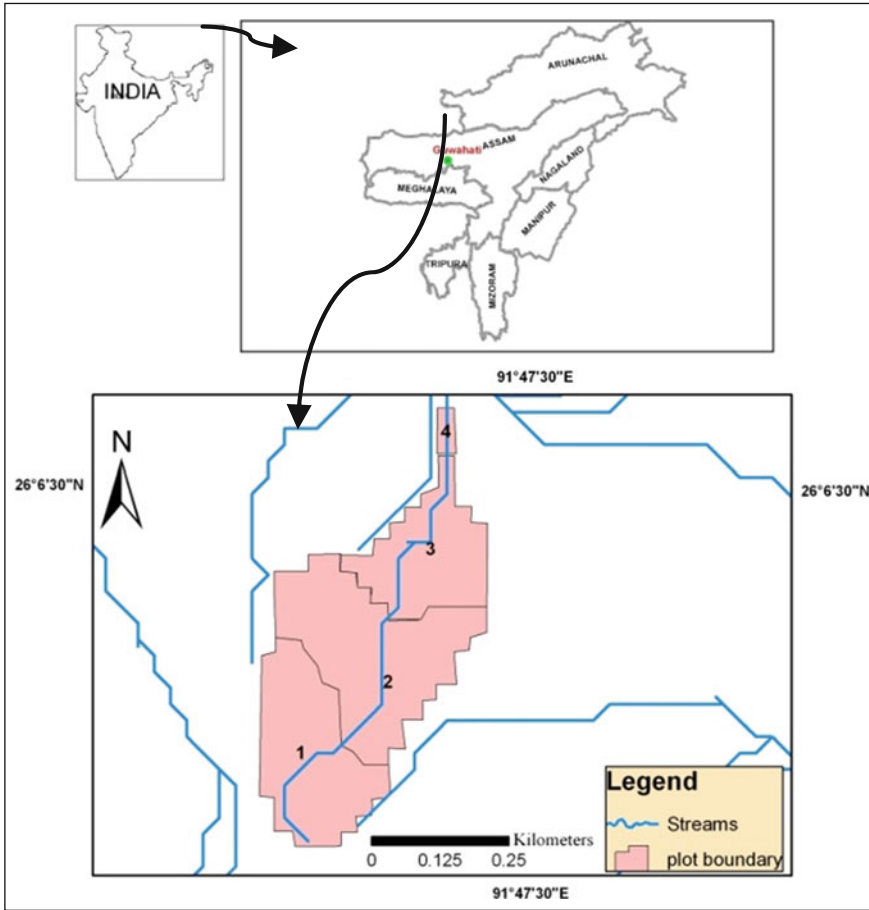 INDIA
ARUNACHAL
ASSAM
Guwahati
NAGALAND
MEGHALAYA
MANIPUR
TRIPURA
MIZORAM
91°47'30"E
N
26°6'30"N
26°6'30"N
4
3
2
1
Legend
Streams
plot boundary
Kilometers
0 0.125 0.25
91°47'30"E